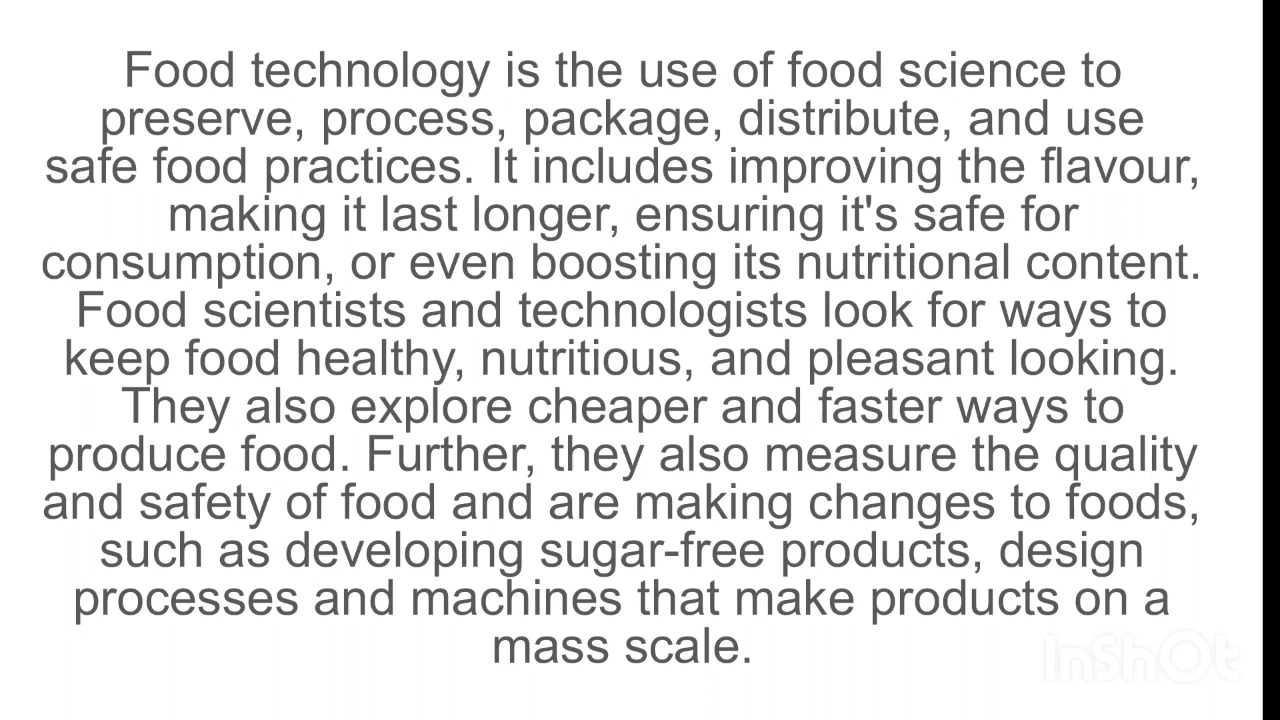 Food technology is the use of food science to
preserve, process, package, distribute, and use
safe food practices. It includes improving the flavour,
making it last longer, ensuring it's safe for
consumption, or even boosting its nutritional content.
Food scientists and technologists look for ways to
keep food healthy, nutritious, and pleasant looking.
They also explore cheaper and faster ways to
produce food. Further, they also measure the quality
and safety of food and are making changes to foods,
such as developing sugar-free products, design
processes and machines that make products on a
mass scale.
InShOt